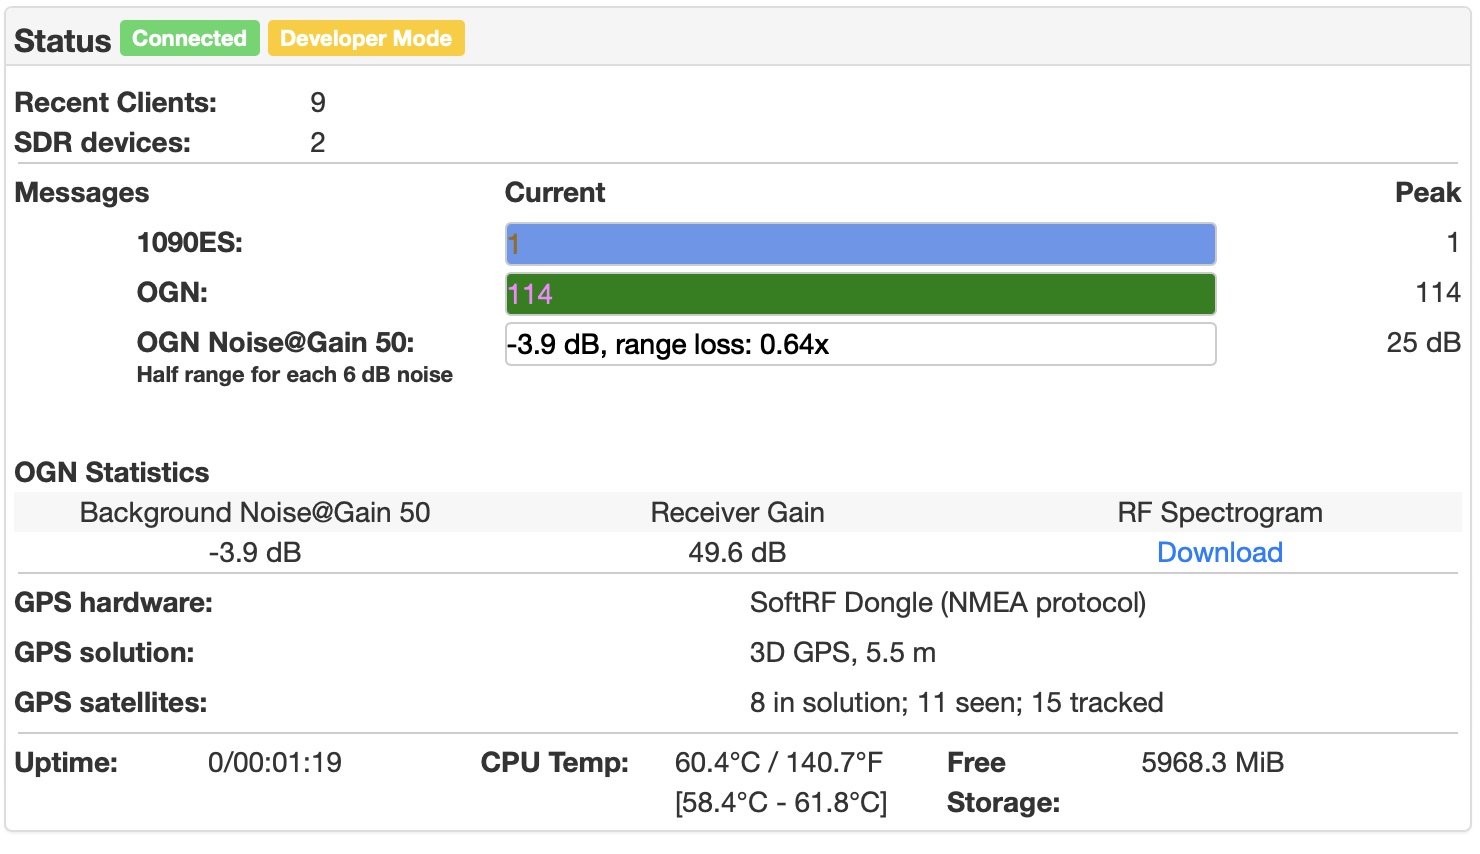 Status Connected Developer Mode
Recent Clients: 9
SDR devices: 2
Messages Current Peak
1090ES: 1 1
OGN: 114 114
OGN Noise@Gain 50: -3.9 dB, range loss: 0.64x 25 dB
Half range for each 6 dB noise
OGN Statistics
Background Noise@Gain 50 Receiver Gain RF Spectrogram
-3.9 dB 49.6 dB Download
GPS hardware: SoftRF Dongle (NMEA protocol)
GPS solution: 3D GPS, 5.5 m
GPS satellites: 8 in solution; 11 seen; 15 tracked
Uptime: 0/00:01:19 CPU Temp: 60.4°C / 140.7°F Free 5968.3 MiB
[58.4°C - 61.8°C] Storage: